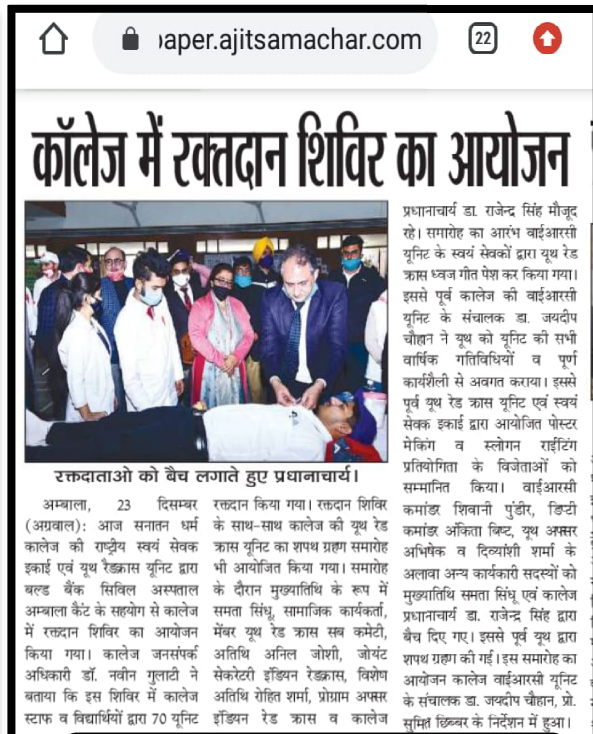 paper.ajitsamachar.com
22
कॉलेज में रक्तदान शिविर का आयोजन
रक्तदाताओ को बैच लगाते हुए प्रधानाचार्य।
अम्बाला, 23 दिसम्बर
(अग्रवाल): आज सनातन धर्म
कालेज की राष्ट्रीय स्वयं सेवक
इकाई एवं यूथ रैडक्रास यूनिट द्वारा
बल्ड बैंक सिविल अस्पताल
अम्बाला कैंट के सहयोग से कालेज
में रक्तदान शिविर का आयोजन
किया गया। कालेज जनसंपर्क
अधिकारी डॉ. नवीन गुलाटी ने
बताया कि इस शिविर में कालेज
स्टाफ व विद्यार्थियों द्वारा 70 यूनिट
रक्तदान किया गया। रक्तदान शिविर
के साथ-साथ कालेज की यूथ रेड
क्रास यूनिट का शपथ ग्रहण समारोह
भी आयोजित किया गया। समारोह
के दौरान मुख्यातिथि के रूप में
समता सिंधू, सामाजिक कार्यकर्ता,
मेंबर यूथ रेड क्रास सब कमेटी,
अतिथि अनिल जोशी, जोयंट
सेकरेटरी इंडियन रेडक्रास, विशेष
अतिथि रोहित शर्मा, प्रोग्राम अफ्सर
इंडियन रेड क्रास व कालेज
प्रधानाचार्य डा. राजेन्द्र सिंह मौजूद
रहे। समारोह का आरंभ वाईआरसी
यूनिट के स्वयं सेवकों द्वारा यूथ रेड
क्रास ध्वज गीत पेश कर किया गया।
इससे पूर्व कालेज की वाईआरसी
यूनिट के संचालक डा. जयदीप
चौहान ने यूथ को यूनिट की सभी
वार्षिक गतिविधियों व पूर्ण
कार्यशैली से अवगत कराया। इससे
पूर्व यूथ रेड क्रास यूनिट एवं स्वयं
सेवक इकाई द्वारा आयोजित पोस्टर
मेकिंग व स्लोगन राईटिंग
प्रतियोगिता के विजेताओं को
सम्मानित किया। वाईआरसी
कमांडर शिवानी पुंडीर, डिप्टी
कमांडर अंकिता बिष्ट, यूथ अफ्सर
अभिषेक व दिव्यांशी शर्मा के
अलावा अन्य कार्यकारी सदस्यों को
मुख्यातिथि समता सिंधु एवं कालेज
प्रधानाचार्य डा. राजेन्द्र सिंह द्वारा
बैच दिए गए। इससे पूर्व यूथ द्वारा
शपथ ग्रहण की गई। इस समारोह का
आयोजन कालेज वाईआरसी यूनिट
के संचालक डा. जयदीप चौहान, प्रो.
सुमित छिब्बर के निर्देशन में हुआ।